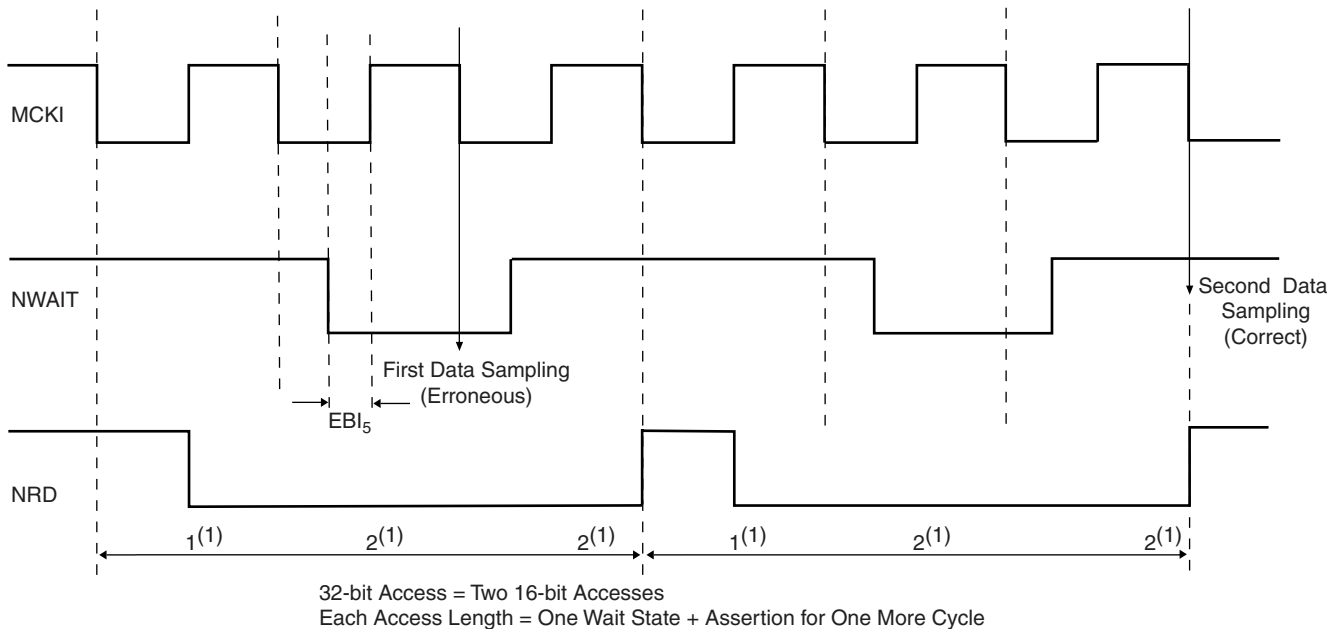 MCKI
NWAIT
Second Data
Sampling
(Correct)
First Data Sampling
(Erroneous)
EBI₅
NRD
1⁽¹⁾ 2⁽¹⁾ 2⁽¹⁾ 1⁽¹⁾ 2⁽¹⁾ 2⁽¹⁾
32-bit Access = Two 16-bit Accesses
Each Access Length = One Wait State + Assertion for One More Cycle